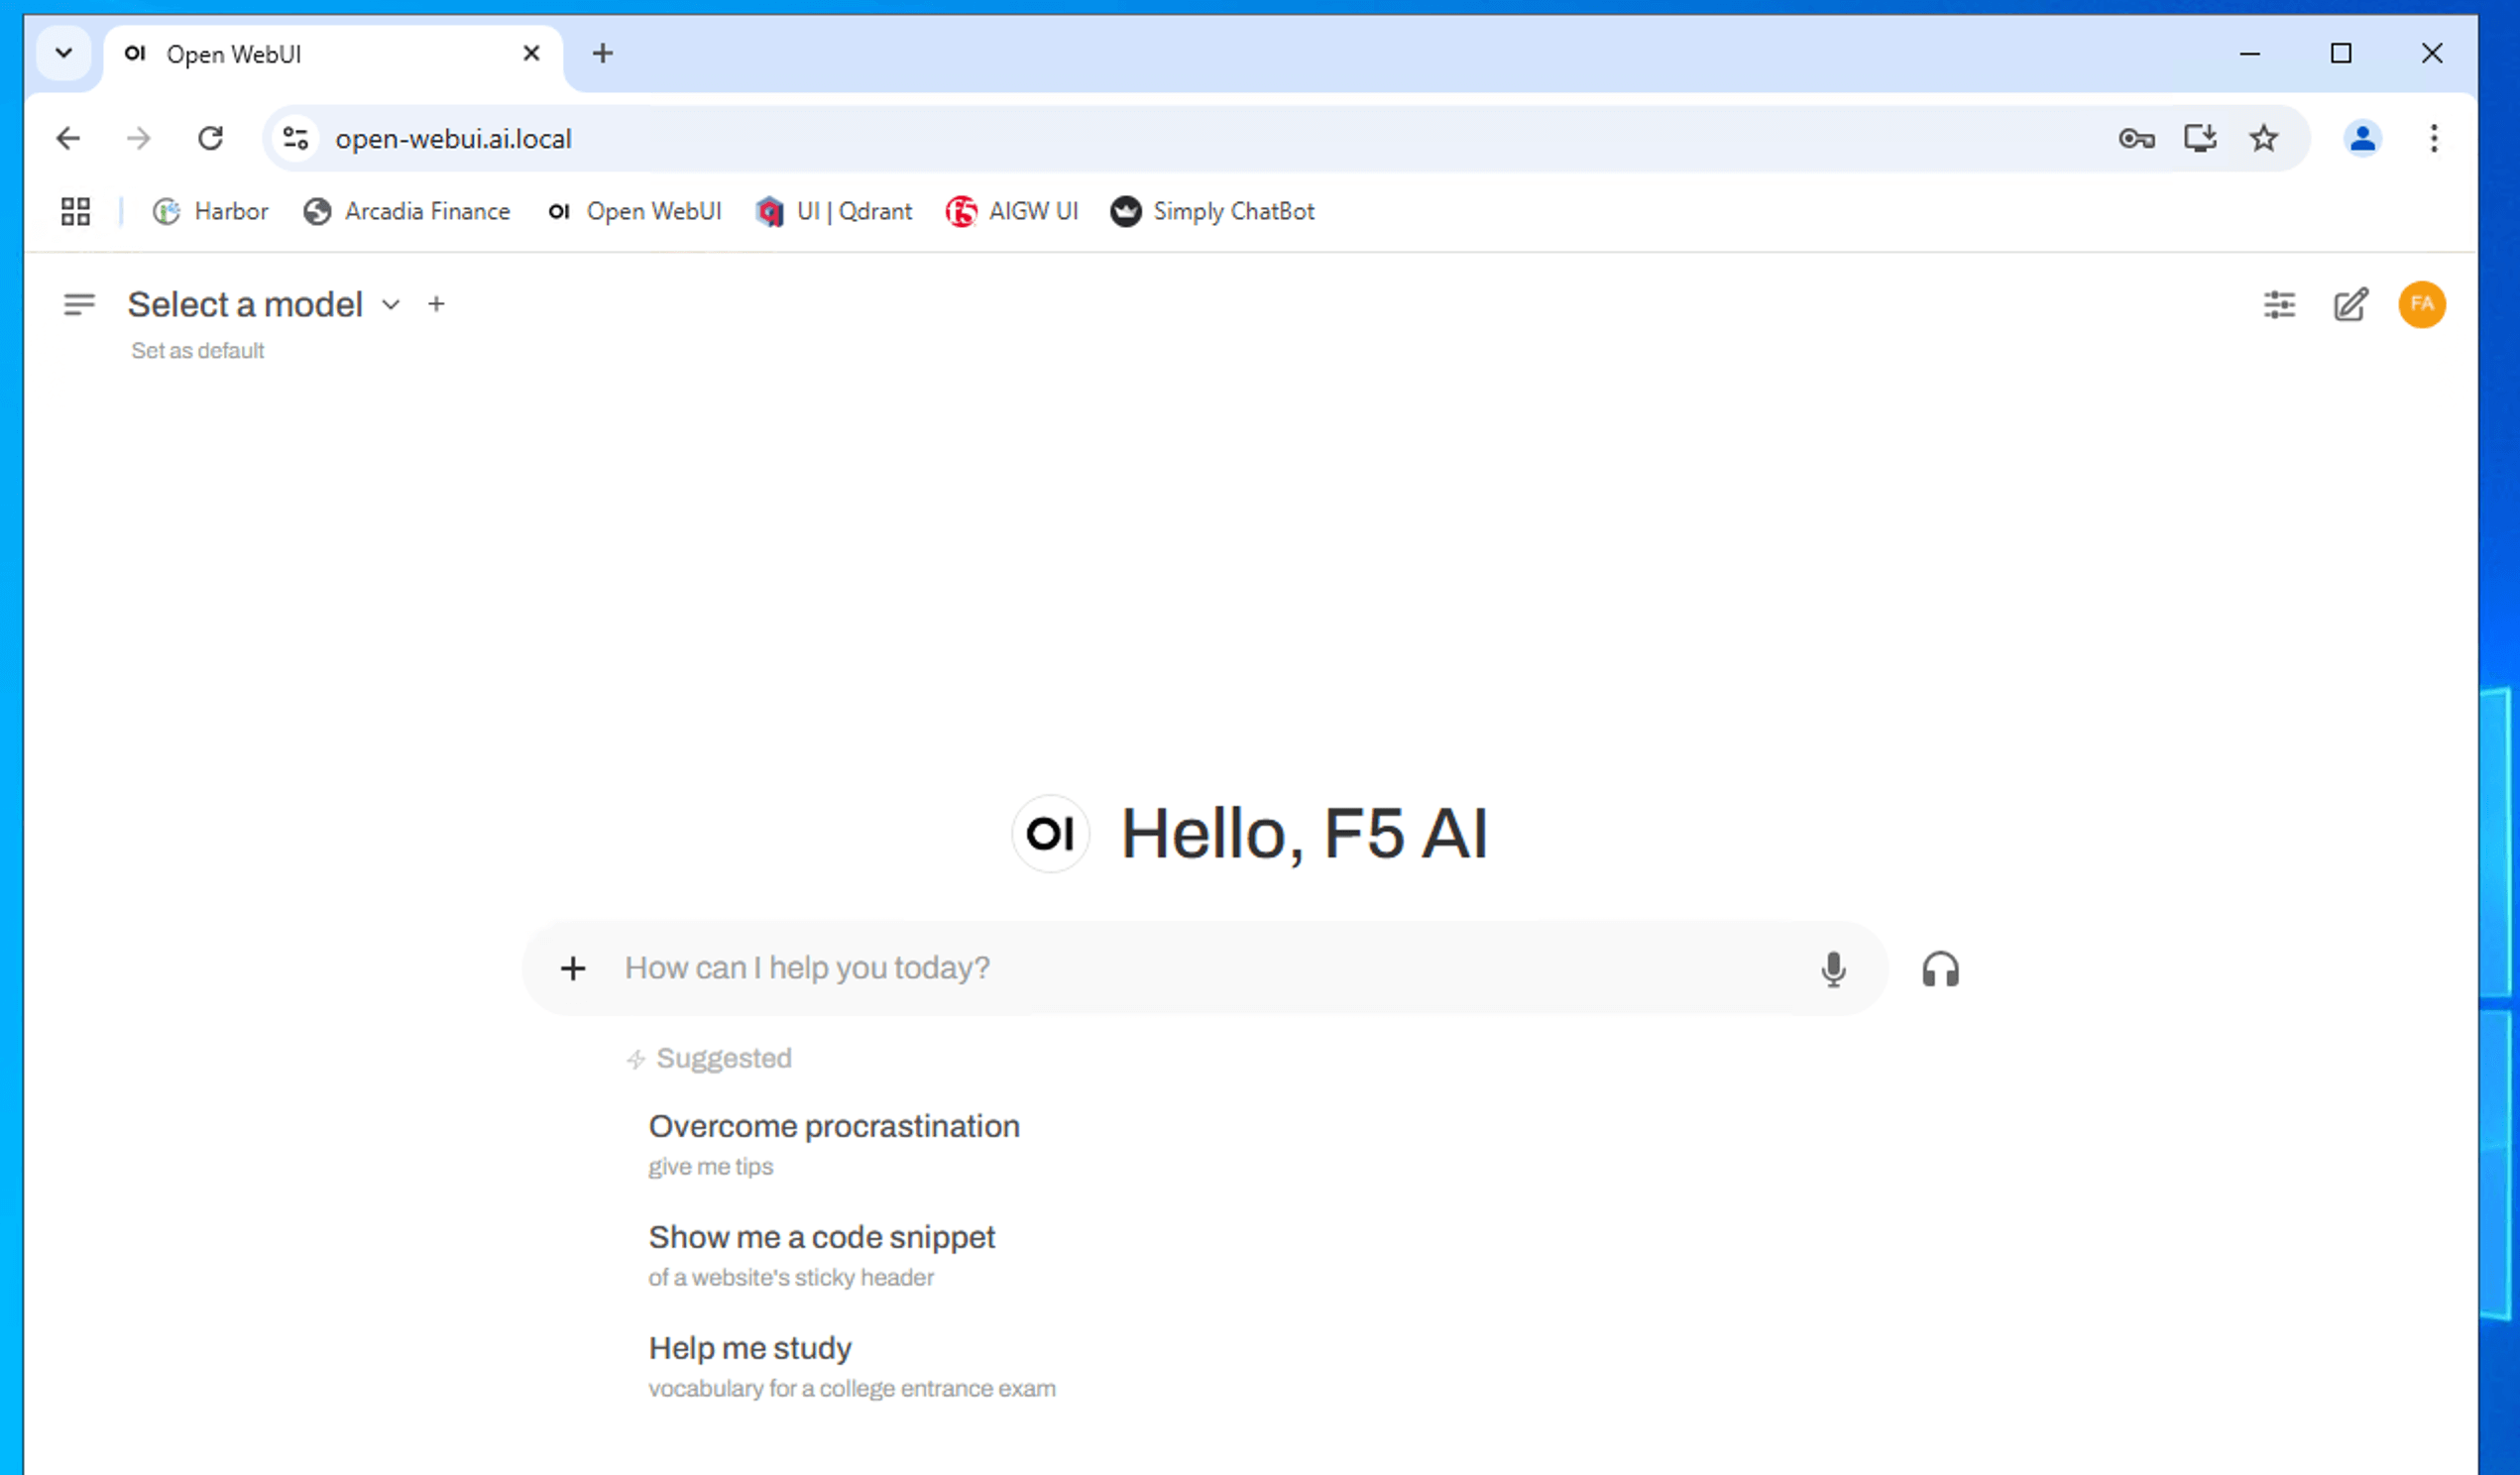 OI Open WebUI
open-webui.ai.local
Harbor Arcadia Finance OI Open WebUI UI | Qdrant f5 AIGW UI Simply ChatBot
Select a model
Set as default
FA
OI Hello, F5 AI
How can I help you today?
Suggested
Overcome procrastination
give me tips
Show me a code snippet
of a website's sticky header
Help me study
vocabulary for a college entrance exam